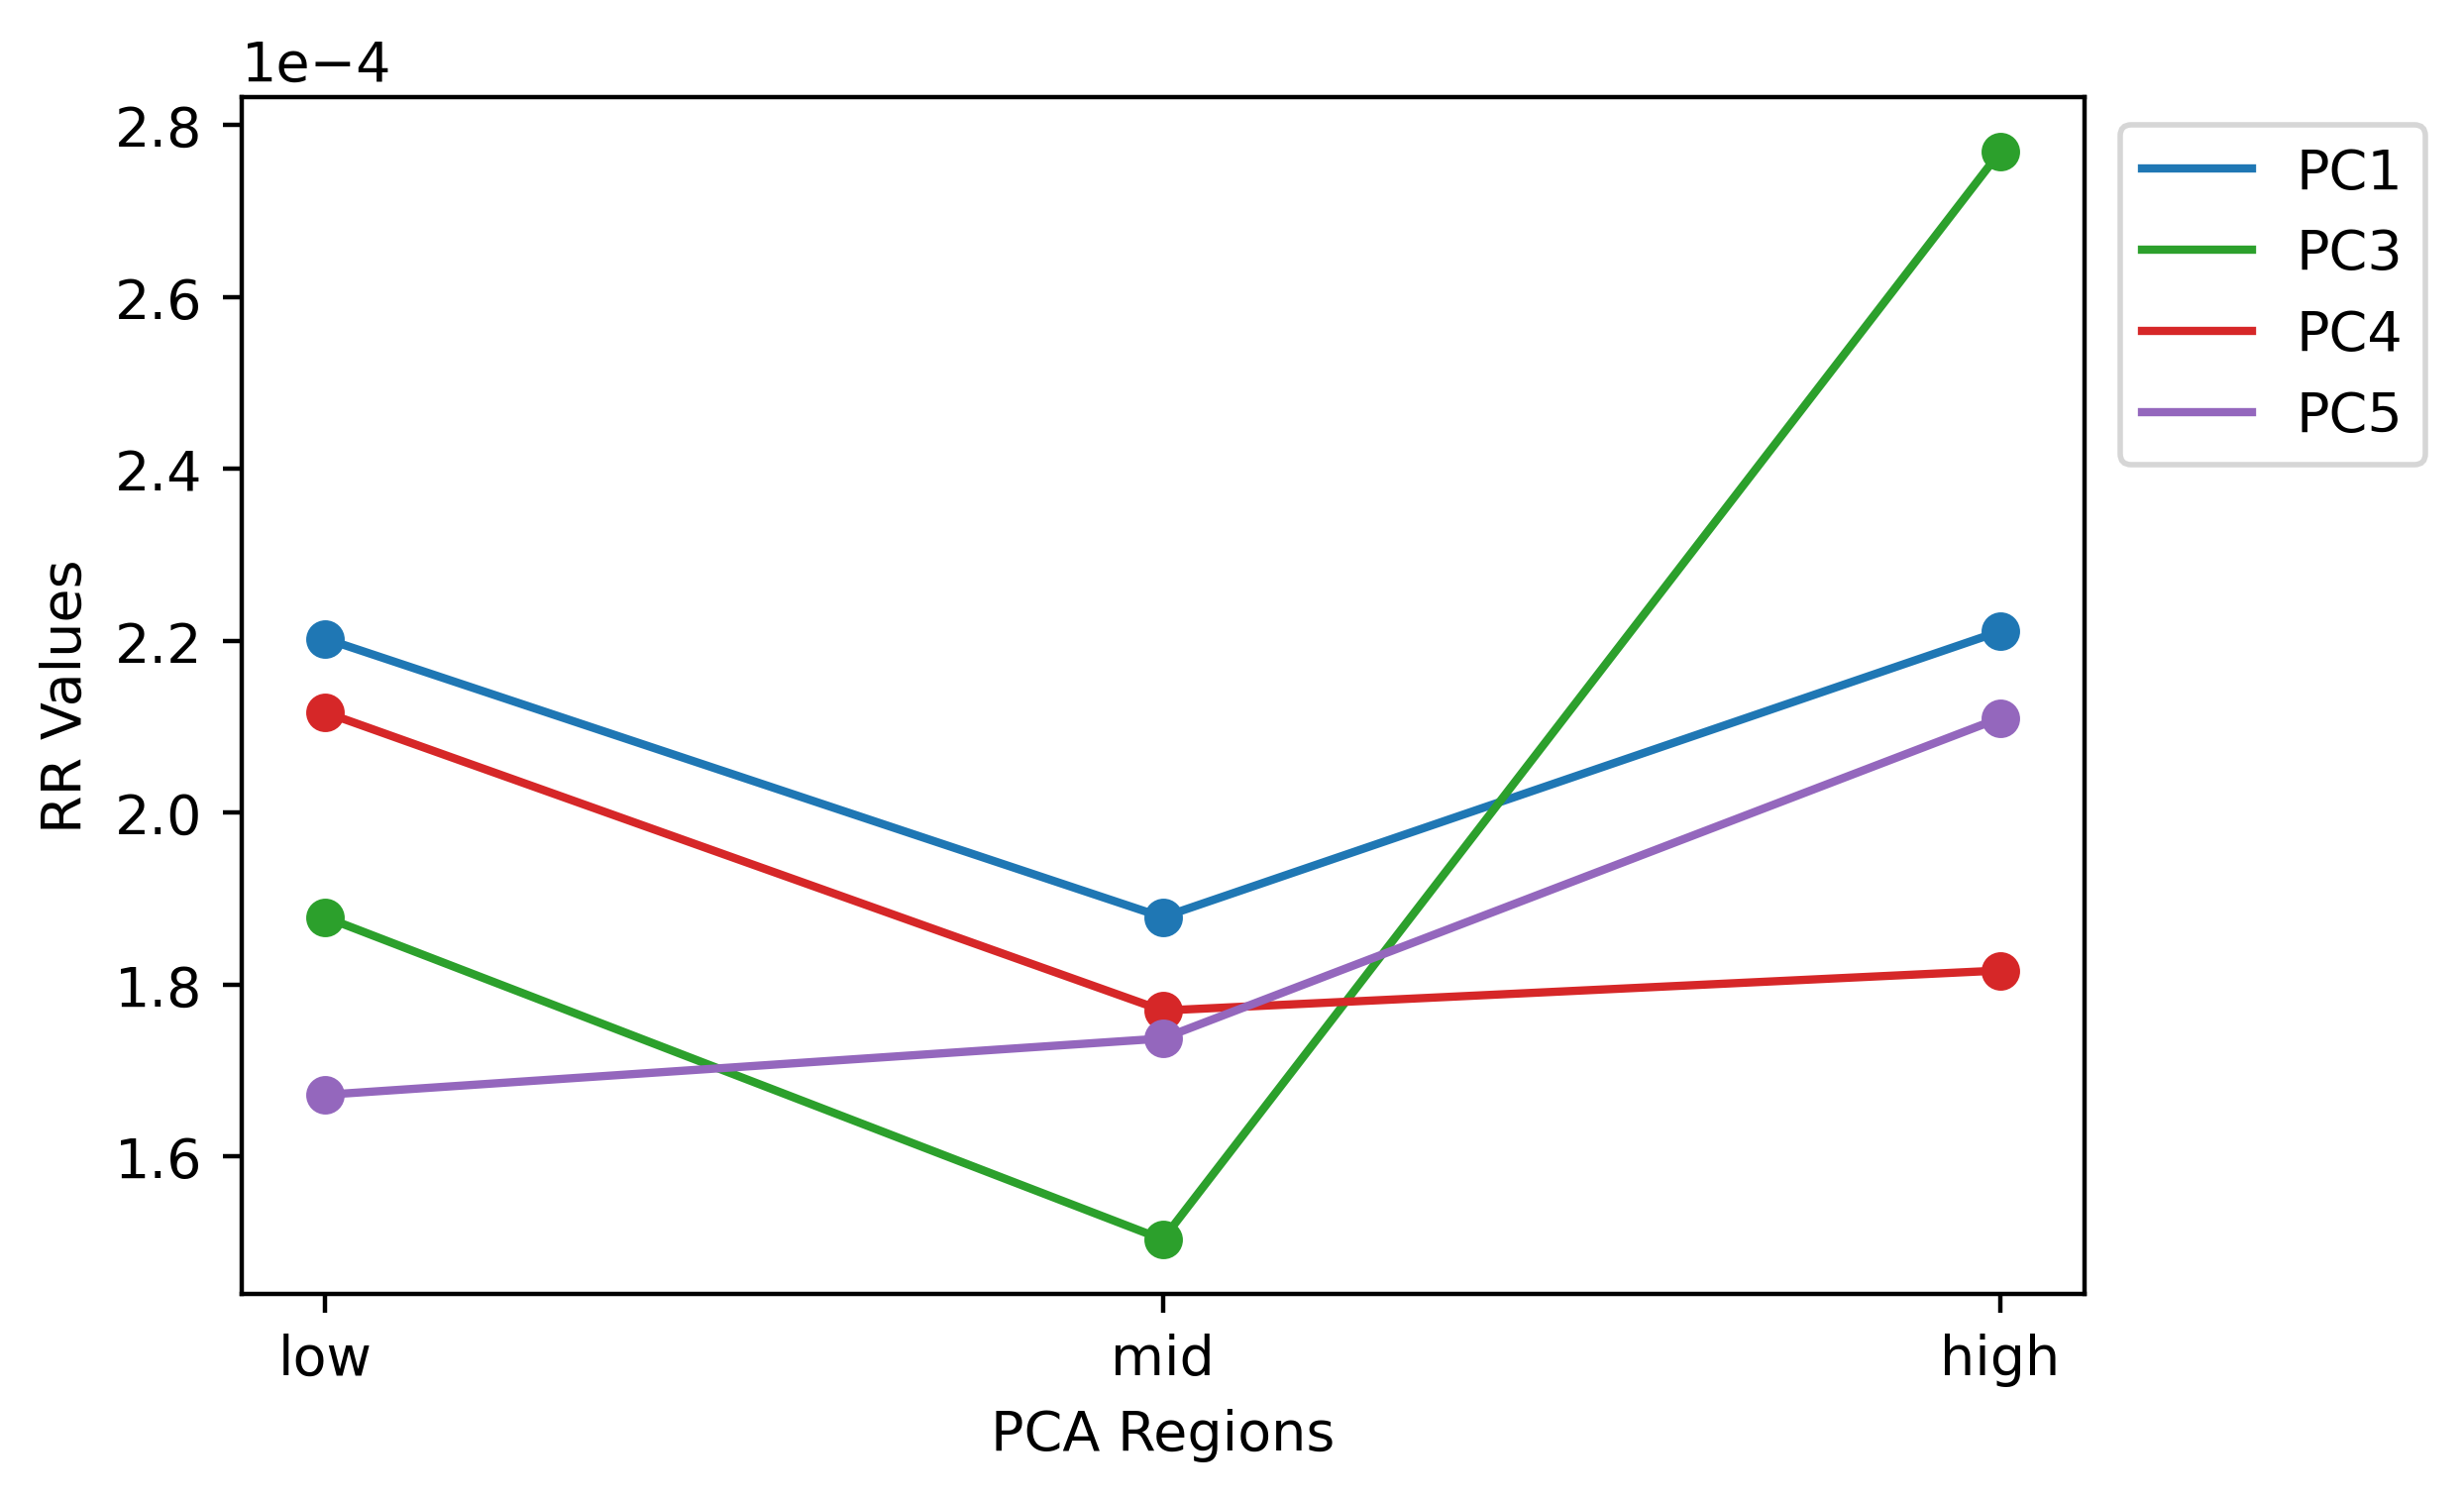 1e−4
2.8
2.6
2.4
2.2
2.0
1.8
1.6
RR Values
low
mid
high
PCA Regions
PC1
PC3
PC4
PC5